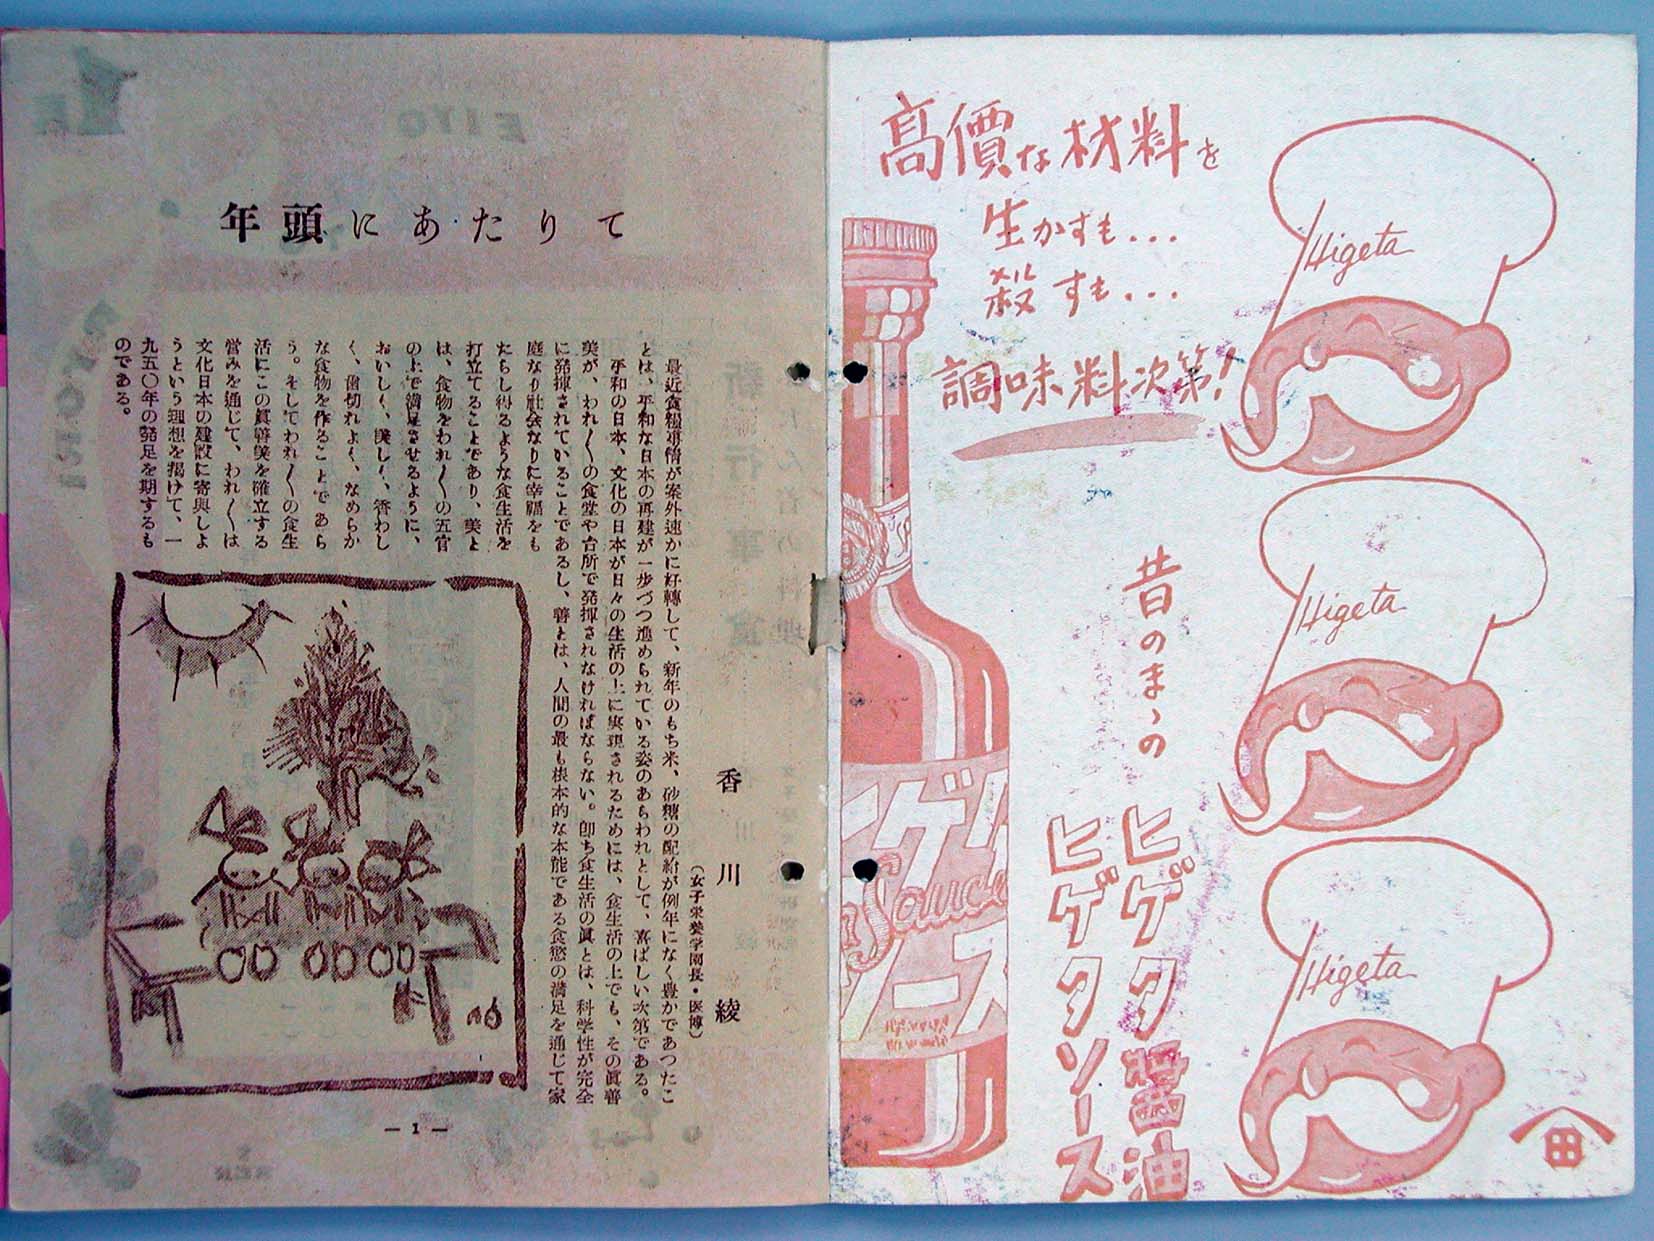 高價な材料を
生かすも...
殺すも...
調味料次第!
昔のまゝの
ヒゲタ醤油
ヒゲタソース
Higeta
Higeta
Higeta
田
ヒゲタ
Sauce
ソース
年頭にあたりて
香川綾
(女子栄養学園長・医博)
最近食糧事情が案外速かに好轉して、新年のもち米、砂糖の配給が例年になく豊かであつたこ
とは、平和な日本の再建が一歩づつ進められている姿のあらわれとして、喜ばしい次第である。
平和の日本、文化の日本が日々の生活の上に実現されるためには、食生活の上でも、その眞善
美が、われ〳〵の食堂や台所で発揮されなければならない。卽ち食生活の眞とは、科学性が完全
に発揮されていることであるし、善とは、人間の最も根本的な本能である食慾の満足を通じて家
庭なり社会なりに幸福をも
たらし得るような食生活を
打立てることであり、美と
は、食物をわれ〳〵の五官
の上で満足させるように、
おいしく、美しく、香わし
く、歯切れよく、なめらか
な食物を作ることであら
う。そしてわれ〳〵の食生
活にこの眞善美を確立する
営みを通じて、われ〳〵は
文化日本の建設に寄與しよ
うという理想を掲げて、一
九五〇年の発足を期するも
のである。
— 1 —